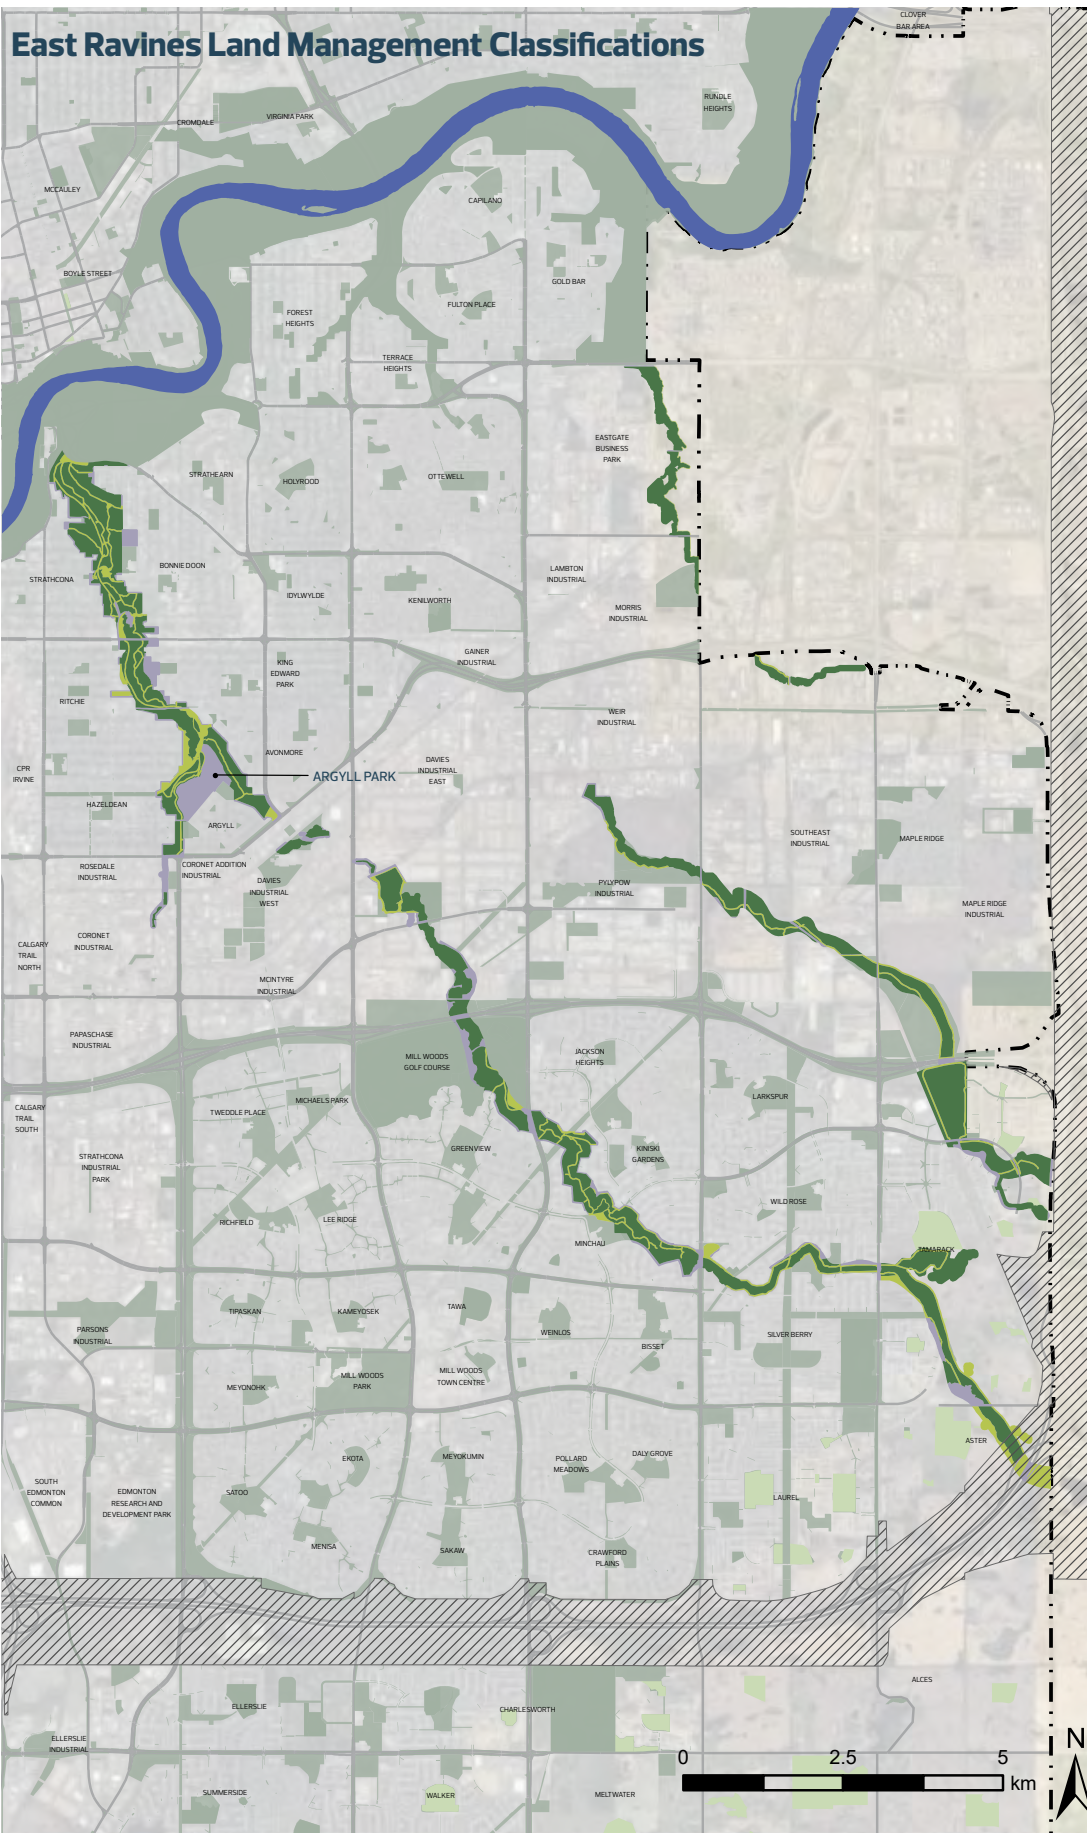 East Ravines Land Management Classifications
CLOVER
BAR AREA
RUNDLE
HEIGHTS
VIRGINIA PARK
CROMDALE
MCCAULEY
CAPILANO
BOYLE STREET
GOLD BAR
FULTON PLACE
FOREST
HEIGHTS
TERRACE
HEIGHTS
EASTGATE
BUSINESS
PARK
STRATHEARN
HOLYROOD
OTTEWELL
BONNIE DOON
STRATHCONA
LAMBTON
INDUSTRIAL
IDYLWYLDE
KENILWORTH
MORRIS
INDUSTRIAL
GAINER
INDUSTRIAL
KING
EDWARD
PARK
RITCHIE
WEIR
INDUSTRIAL
AVONMORE
CPR
IRVINE
DAVIES
INDUSTRIAL
EAST
ARGYLL PARK
HAZELDEAN
ARGYLL
SOUTHEAST
INDUSTRIAL
MAPLE RIDGE
ROSEDALE
INDUSTRIAL
CORONET ADDITION
INDUSTRIAL
DAVIES
INDUSTRIAL
WEST
PYLYPOW
INDUSTRIAL
MAPLE RIDGE
INDUSTRIAL
CALGARY
TRAIL
NORTH
CORONET
INDUSTRIAL
MCINTYRE
INDUSTRIAL
PAPASCHASE
INDUSTRIAL
MILL WOODS
GOLF COURSE
JACKSON
HEIGHTS
LARKSPUR
MICHAELS PARK
TWEDDLE PLACE
CALGARY
TRAIL
SOUTH
GREENVIEW
KINISKI
GARDENS
STRATHCONA
INDUSTRIAL
PARK
WILD ROSE
RICHFIELD
LEE RIDGE
MINCHAU
TAMARACK
TIPASKAN
KAMEYOSEK
TAWA
PARSONS
INDUSTRIAL
WEINLOS
SILVER BERRY
BISSET
MEYONOHK
MILL WOODS
PARK
MILL WOODS
TOWN CENTRE
ASTER
EKOTA
MEYOKUMIN
POLLARD
MEADOWS
DALY GROVE
SOUTH
EDMONTON
COMMON
EDMONTON
RESEARCH AND
DEVELOPMENT PARK
SATOO
LAUREL
MENISA
SAKAW
CRAWFORD
PLAINS
ALCES
ELLERSLIE
CHARLESWORTH
ELLERSLIE
INDUSTRIAL
SUMMERSIDE
WALKER
MELTWATER
0 2.5 5
km
N